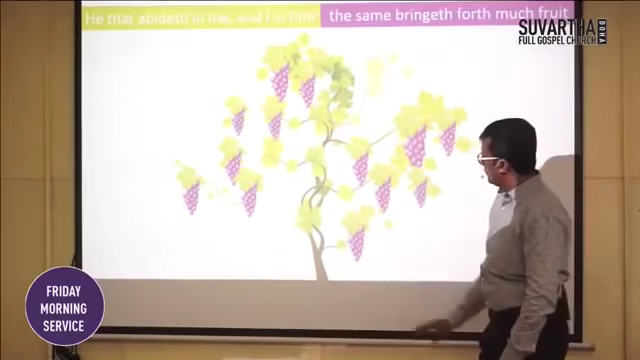 He that abideth in me, and I in him the same bringeth forth much fruit
SUVARTHA DOHA
FULL GOSPEL CHURCH
FRIDAY
MORNING
SERVICE